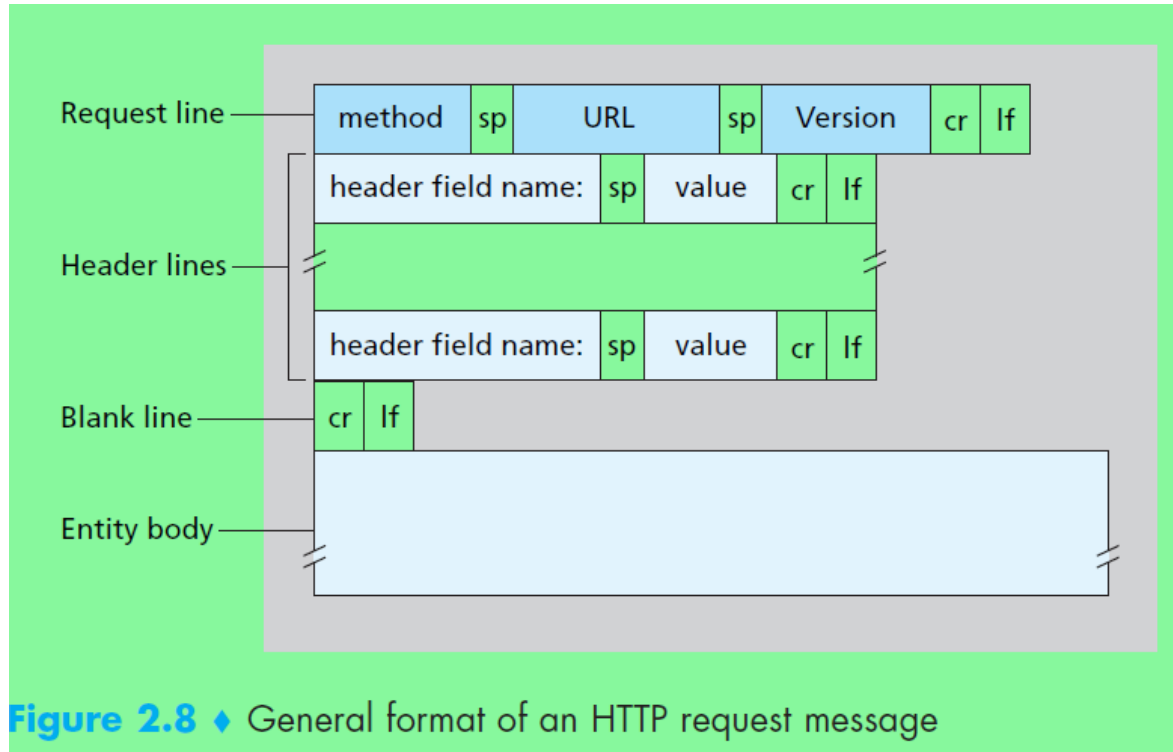 Request line method sp URL sp Version cr lf
header field name: sp value cr lf
Header lines
header field name: sp value cr lf
Blank line cr lf
Entity body
Figure 2.8 ♦ General format of an HTTP request message